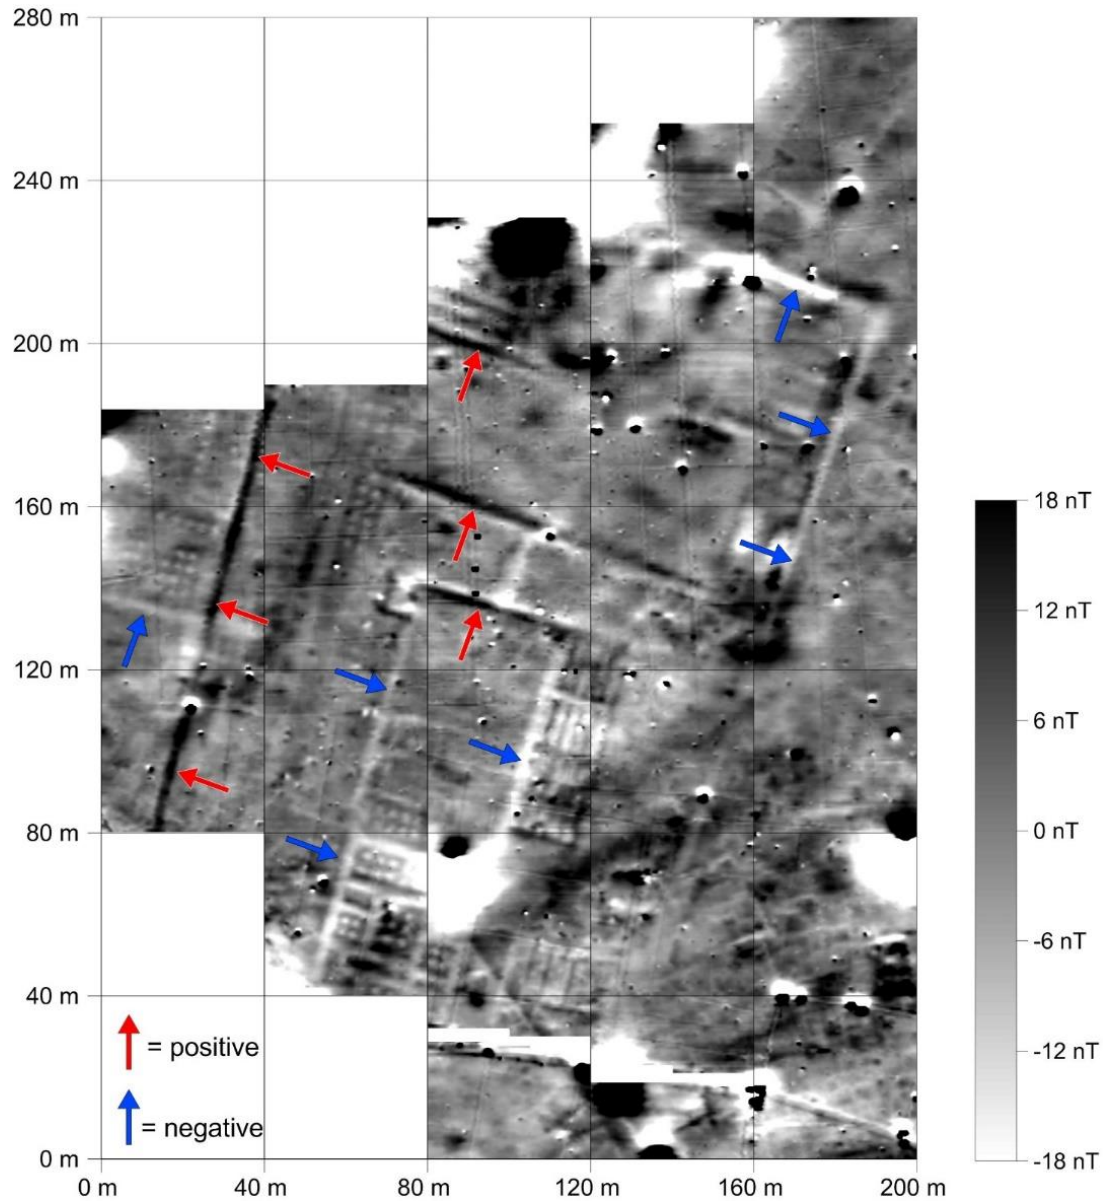 280 m
240 m
200 m
160 m
120 m
80 m
40 m
0 m
= positive
= negative
0 m 40 m 80 m 120 m 160 m 200 m
18 nT
12 nT
6 nT
0 nT
-6 nT
-12 nT
-18 nT